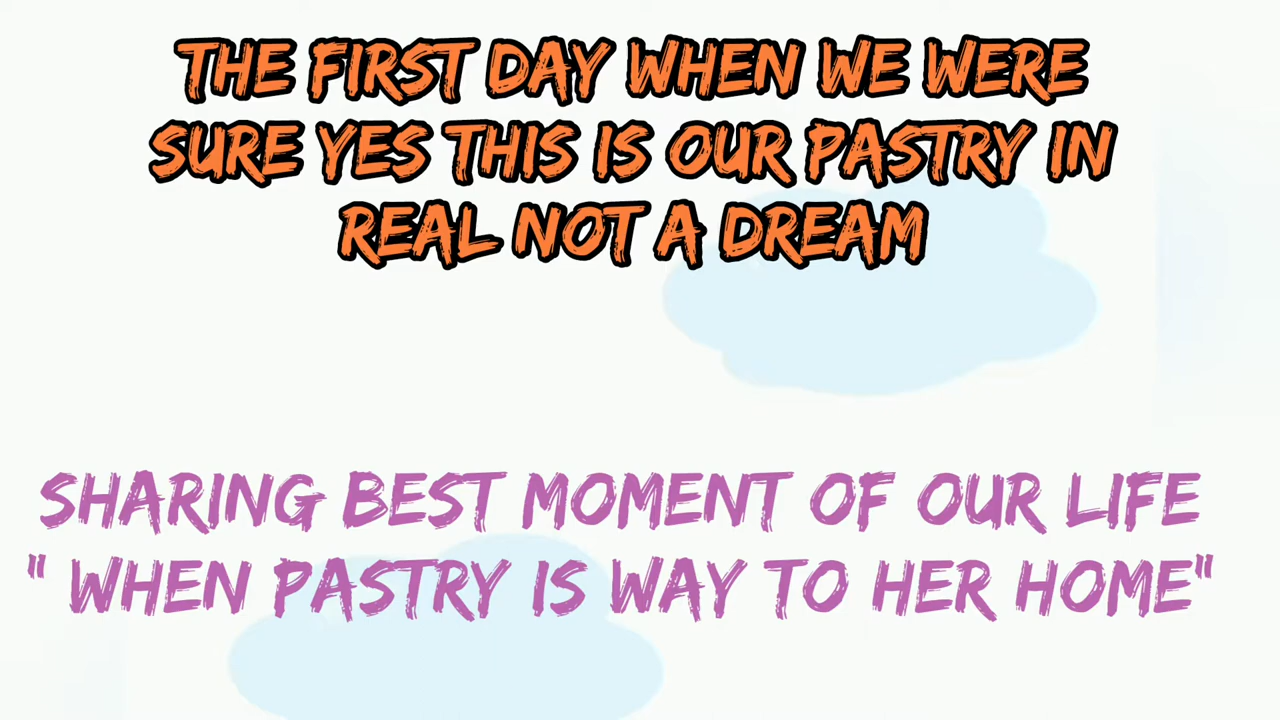 THE FIRST DAY WHEN WE WERE
SURE YES THIS IS OUR PASTRY IN
REAL NOT A DREAM
SHARING BEST MOMENT OF OUR LIFE
" WHEN PASTRY IS WAY TO HER HOME"